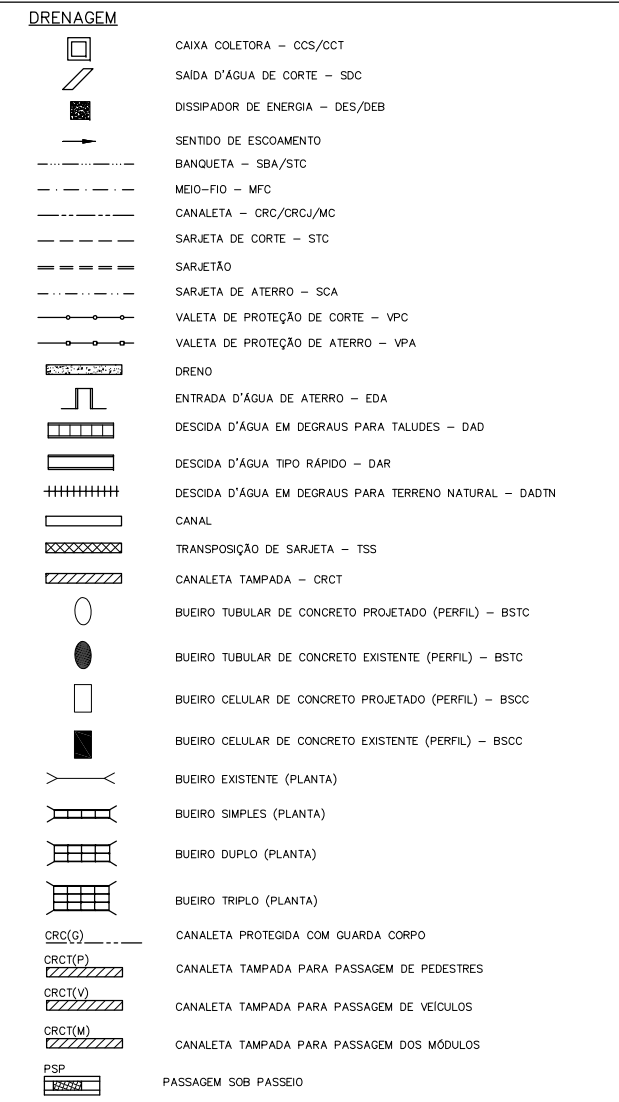 DRENAGEM
CAIXA COLETORA – CCS/CCT
SAÍDA D'ÁGUA DE CORTE – SDC
DISSIPADOR DE ENERGIA – DES/DEB
SENTIDO DE ESCOAMENTO
BANQUETA – SBA/STC
MEIO-FIO – MFC
CANALETA – CRC/CRCJ/MC
SARJETA DE CORTE – STC
SARJETÃO
SARJETA DE ATERRO – SCA
VALETA DE PROTEÇÃO DE CORTE – VPC
VALETA DE PROTEÇÃO DE ATERRO – VPA
DRENO
ENTRADA D'ÁGUA DE ATERRO – EDA
DESCIDA D'ÁGUA EM DEGRAUS PARA TALUDES – DAD
DESCIDA D'ÁGUA TIPO RÁPIDO – DAR
DESCIDA D'ÁGUA EM DEGRAUS PARA TERRENO NATURAL – DADTN
CANAL
TRANSPOSIÇÃO DE SARJETA – TSS
CANALETA TAMPADA – CRCT
BUEIRO TUBULAR DE CONCRETO PROJETADO (PERFIL) – BSTC
BUEIRO TUBULAR DE CONCRETO EXISTENTE (PERFIL) – BSTC
BUEIRO CELULAR DE CONCRETO PROJETADO (PERFIL) – BSCC
BUEIRO CELULAR DE CONCRETO EXISTENTE (PERFIL) – BSCC
BUEIRO EXISTENTE (PLANTA)
BUEIRO SIMPLES (PLANTA)
BUEIRO DUPLO (PLANTA)
BUEIRO TRIPLO (PLANTA)
CRC(G) CANALETA PROTEGIDA COM GUARDA CORPO
CRCT(P) CANALETA TAMPADA PARA PASSAGEM DE PEDESTRES
CRCT(V) CANALETA TAMPADA PARA PASSAGEM DE VEÍCULOS
CRCT(M) CANALETA TAMPADA PARA PASSAGEM DOS MÓDULOS
PSP PASSAGEM SOB PASSEIO